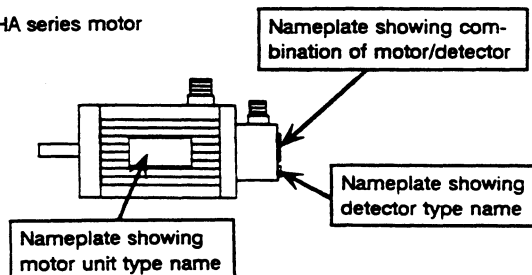 HA series motor
Nameplate showing com-
bination of motor/detector
Nameplate showing
detector type name
Nameplate showing
motor unit type name